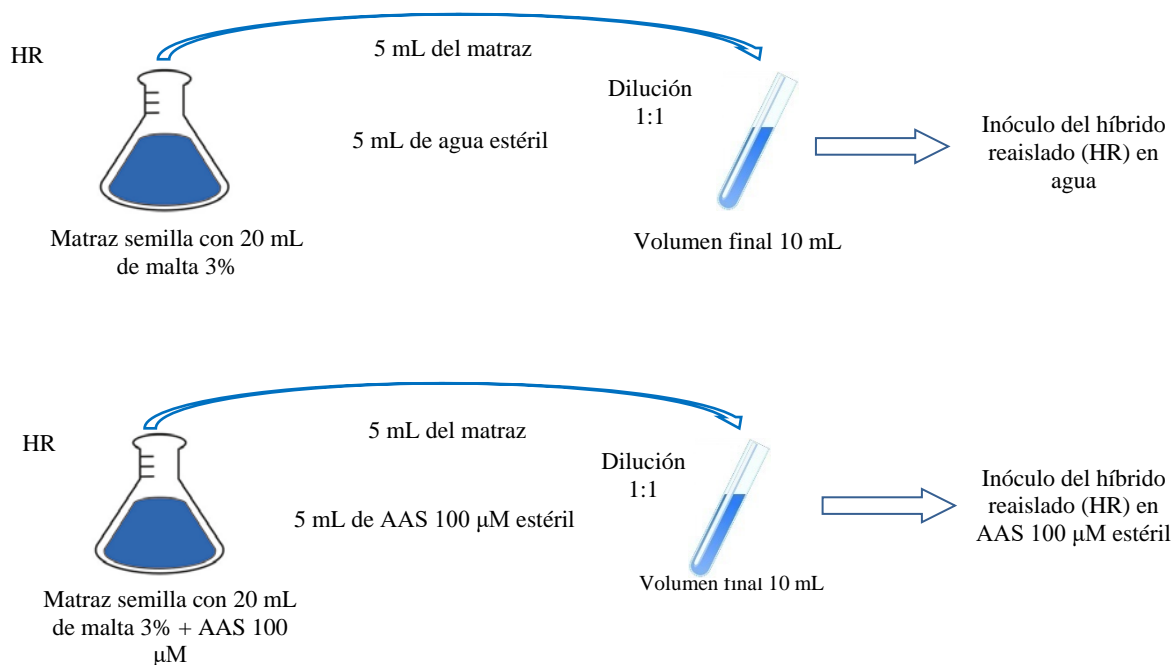 HR
5 mL del matraz
5 mL de agua estéril
Dilución
1:1
Inóculo del híbrido
reaislado (HR) en
agua
Matraz semilla con 20 mL
de malta 3%
Volumen final 10 mL
HR
5 mL del matraz
5 mL de AAS 100 µM estéril
Dilución
1:1
Inóculo del híbrido
reaislado (HR) en
AAS 100 µM estéril
Matraz semilla con 20 mL
de malta 3% + AAS 100
µM
Volumen final 10 mL